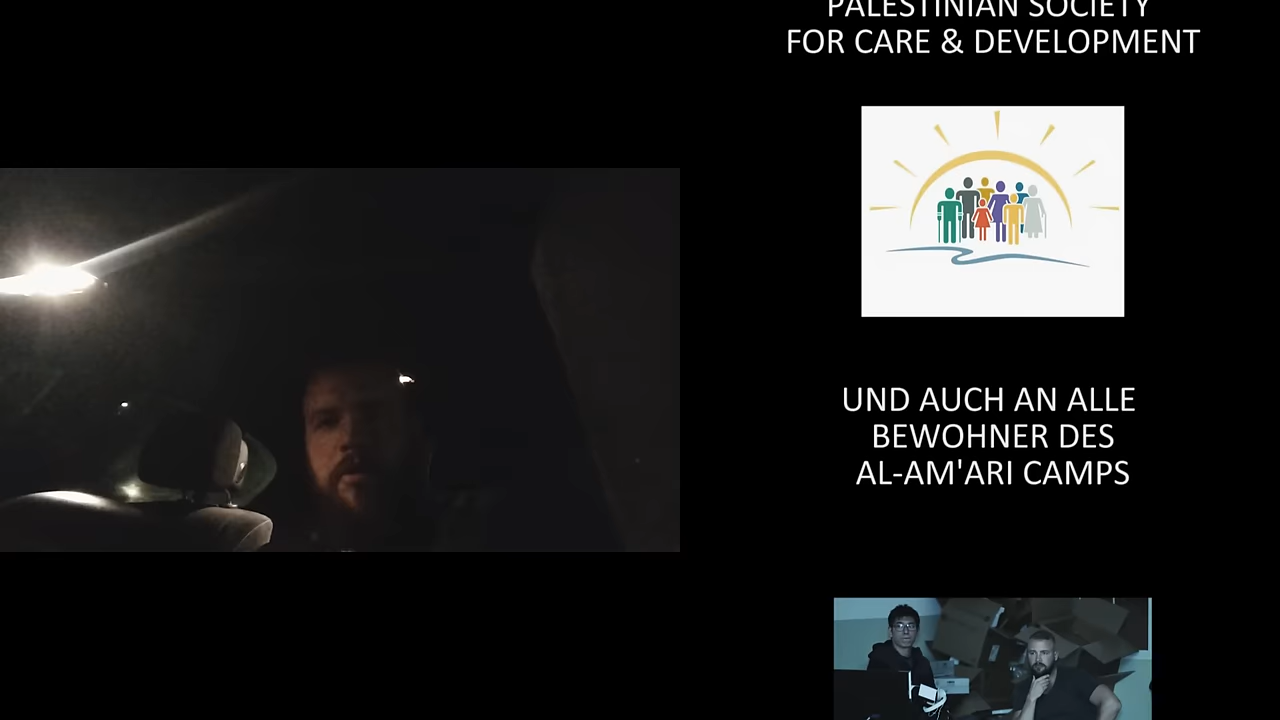 PALESTINIAN SOCIETY
FOR CARE & DEVELOPMENT
UND AUCH AN ALLE
BEWOHNER DES
AL-AM'ARI CAMPS